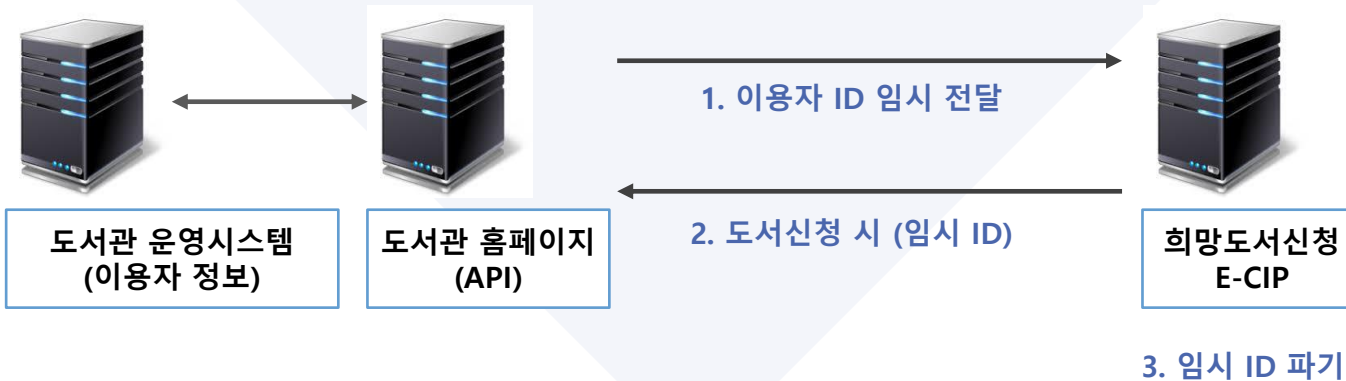 1. 이용자 ID 임시 전달
2. 도서신청 시 (임시 ID)
도서관 운영시스템
(이용자 정보)
도서관 홈페이지
(API)
희망도서신청
E-CIP
3. 임시 ID 파기